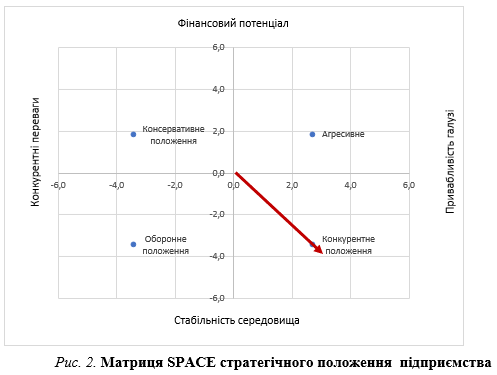 Фінансовий потенціал
6,0
4,0
Консервативне
положення
2,0
Агресивне
Конкурентні переваги
Привабливість галузі
0,0
-6,0 -4,0 -2,0 0,0 2,0 4,0 6,0
-2,0
Оборонне
положення
Конкурентне
положення
-4,0
-6,0
Стабільність середовища
Рис. 2. Матриця SPACE стратегічного положення підприємства